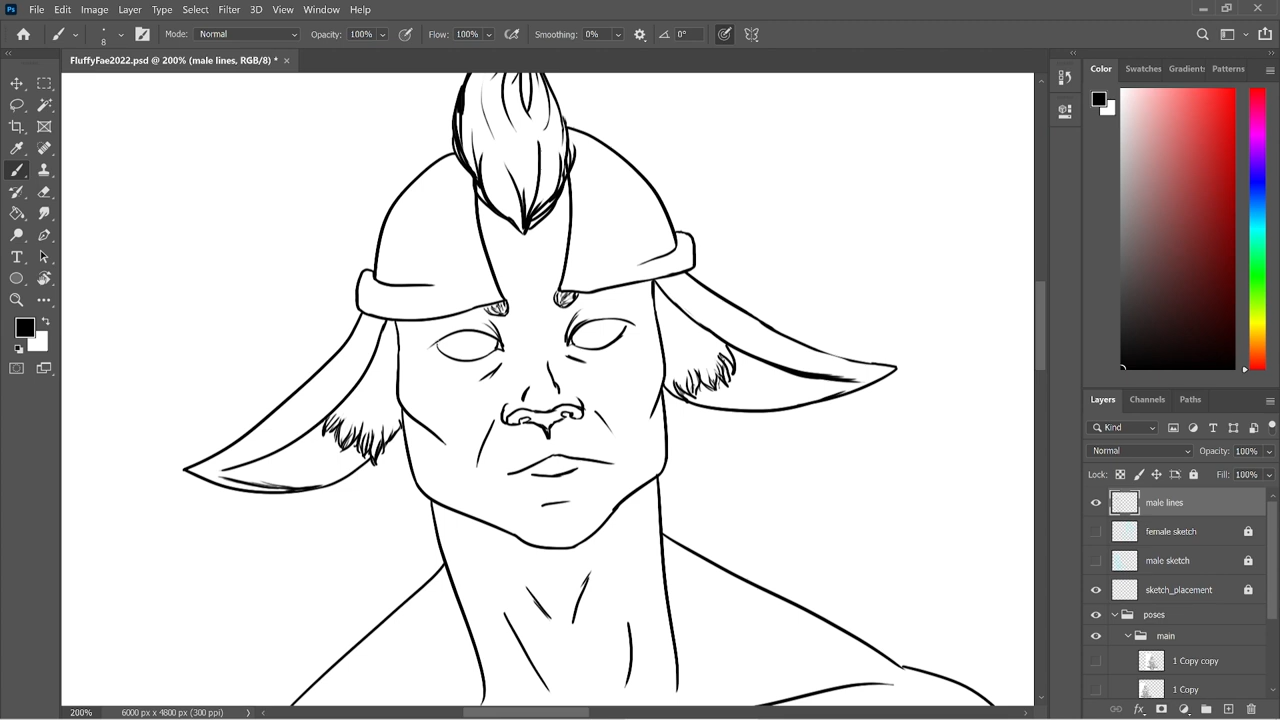 Ps File Edit Image Layer Type Select Filter 3D View Window Help
8 Mode: Normal Opacity: 100% Flow: 100% Smoothing: 0% 0°
FluffyFae2022.psd @ 200% (male lines, RGB/8) *
Color Swatches Gradient: Patterns
Layers Channels Paths
Kind
Normal Opacity: 100%
Lock: Fill: 100%
male lines
female sketch
male sketch
sketch_placement
poses
main
1 Copy copy
1 Copy
200% 6000 px x 4800 px (300 ppi)